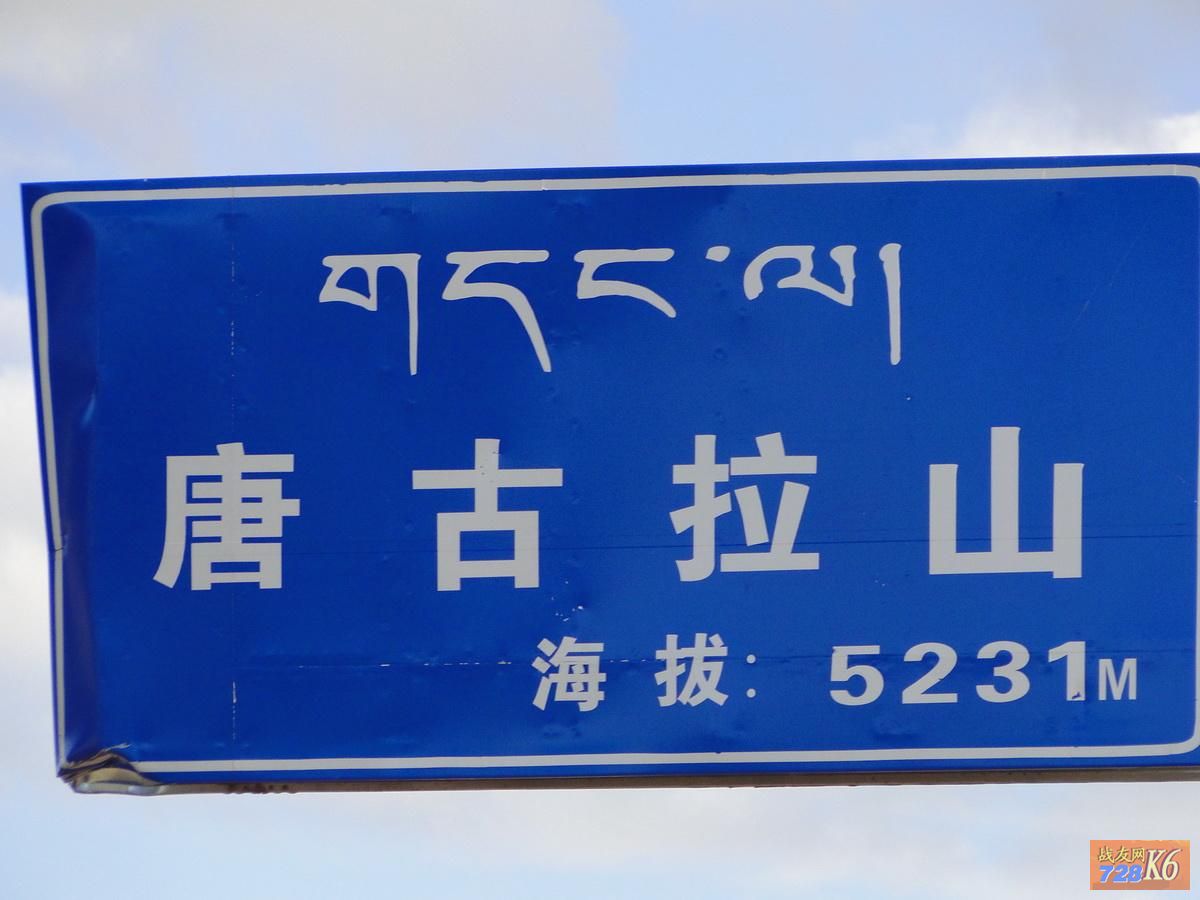 གདང་ལ།
唐古拉山
海拔：5231M
战友网
728K6